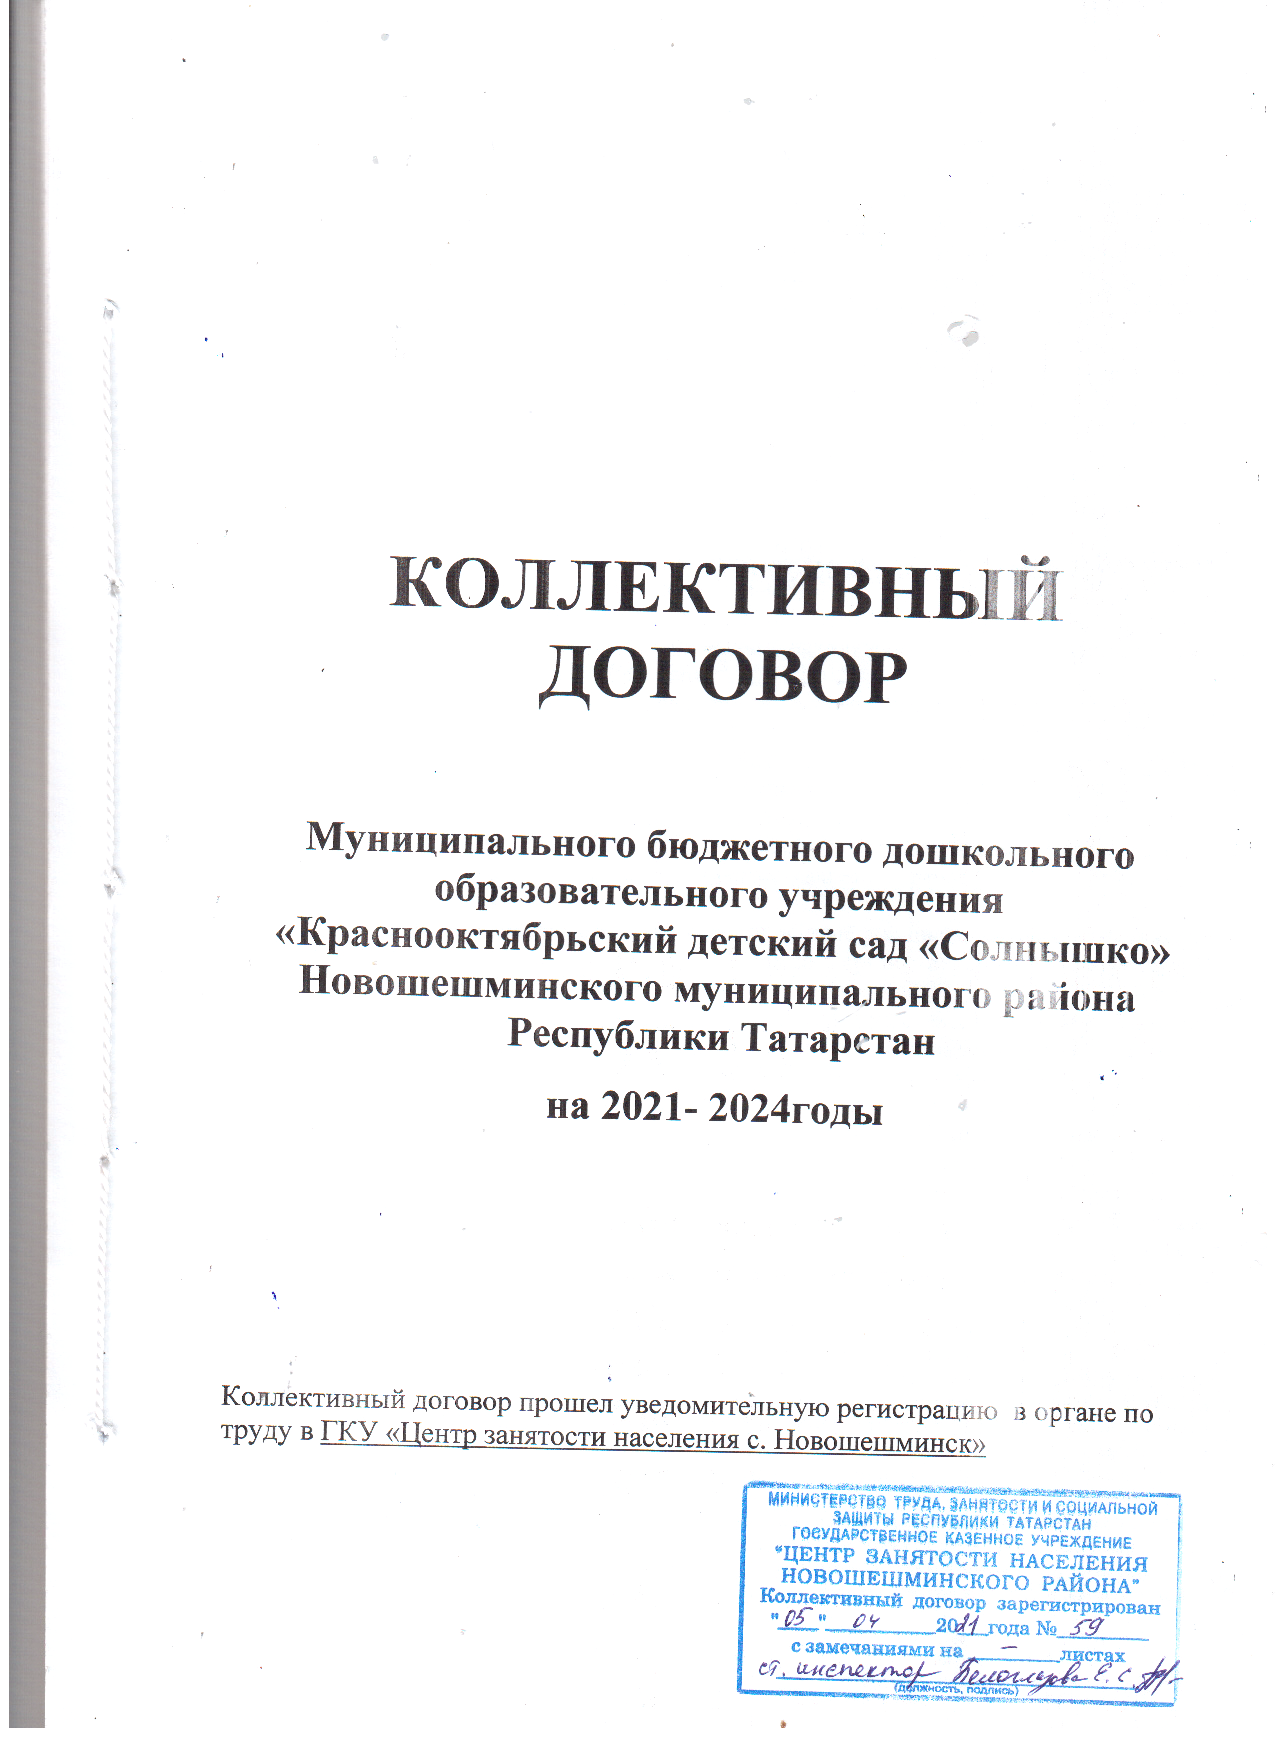 КОЛЛЕКТИВНЫЙ
ДОГОВОР
Муниципального бюджетного дошкольного
образовательного учреждения
«Краснооктябрьский детский сад «Солнышко»
Новошешминского муниципального района
Республики Татарстан
на 2021- 2024годы
Коллективный договор прошел уведомительную регистрацию в органе по
труду в ГКУ «Центр занятости населения с. Новошешминск»
МИНИСТЕРСТВО ТРУДА, ЗАНЯТОСТИ И СОЦИАЛЬНОЙ
ЗАЩИТЫ РЕСПУБЛИКИ ТАТАРСТАН
ГОСУДАРСТВЕННОЕ КАЗЕННОЕ УЧРЕЖДЕНИЕ
"ЦЕНТР ЗАНЯТОСТИ НАСЕЛЕНИЯ
НОВОШЕШМИНСКОГО РАЙОНА"
Коллективный договор зарегистрирован
"05" 04 2021 года № 59
с замечаниями на — листах
ст. инспектор Е. С.
(должность, подпись)